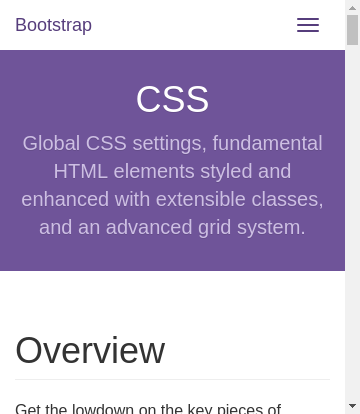 Bootstrap
CSS
Global CSS settings, fundamental
HTML elements styled and
enhanced with extensible classes,
and an advanced grid system.
Overview
Get the lowdown on the key pieces of